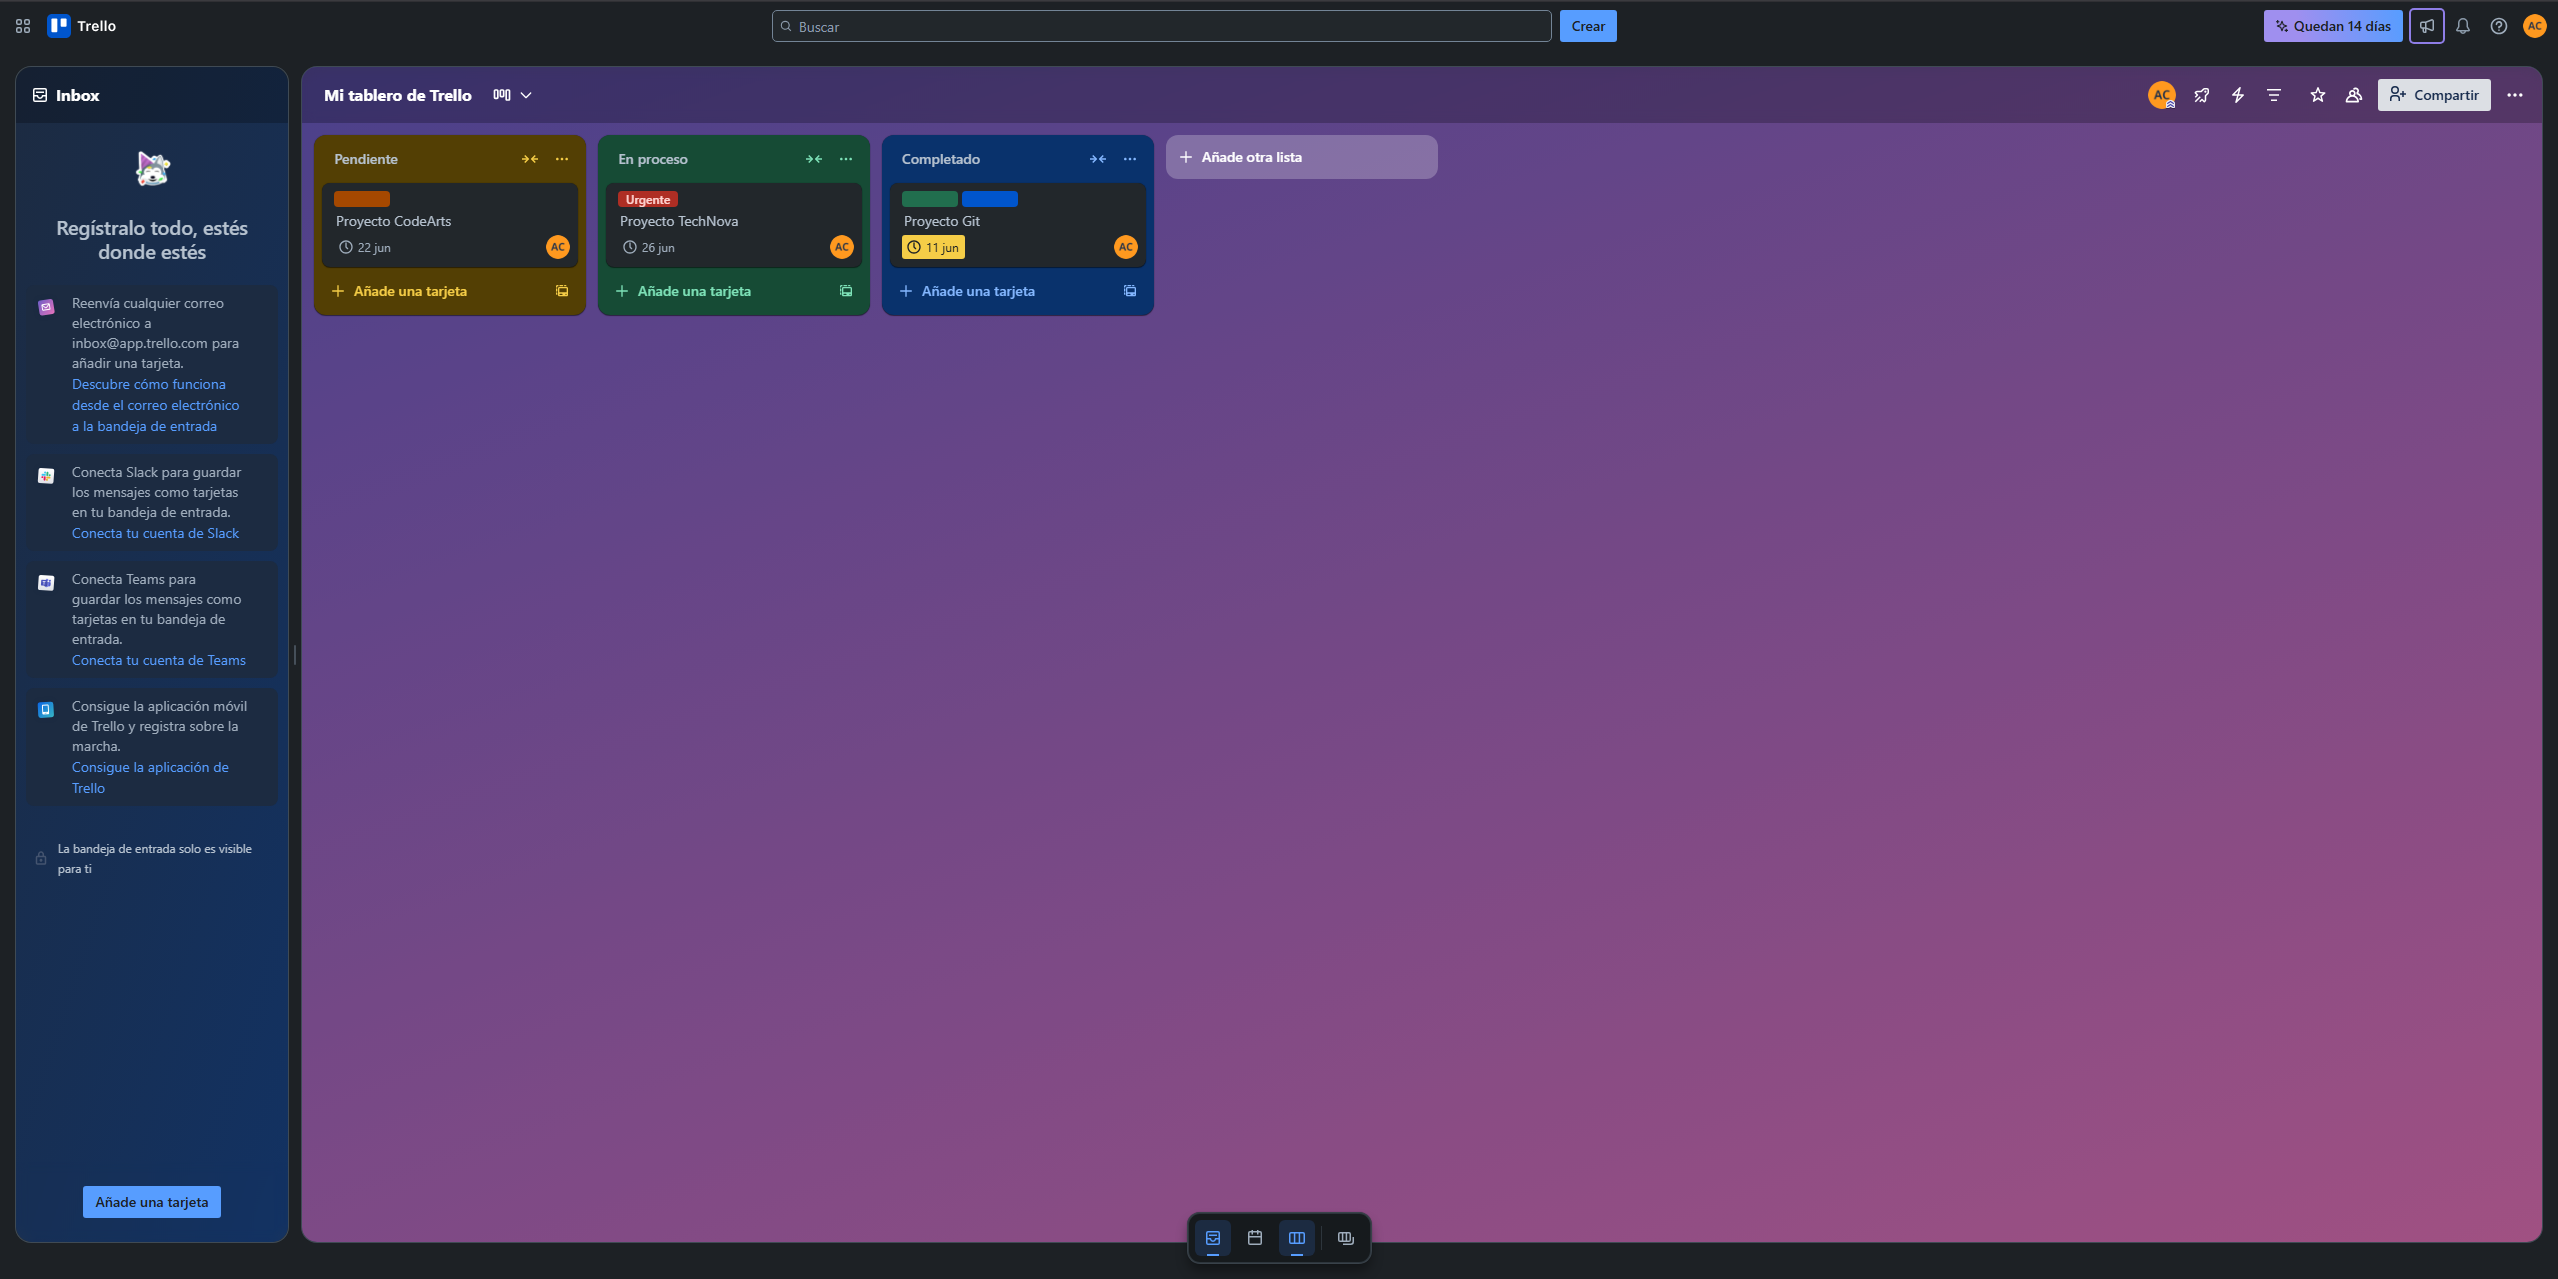 Trello
Buscar
Crear
Quedan 14 días
AC
Inbox
Regístralo todo, estés
donde estés
Reenvía cualquier correo
electrónico a
inbox@app.trello.com para
añadir una tarjeta.
Descubre cómo funciona
desde el correo electrónico
a la bandeja de entrada
Conecta Slack para guardar
los mensajes como tarjetas
en tu bandeja de entrada.
Conecta tu cuenta de Slack
Conecta Teams para
guardar los mensajes como
tarjetas en tu bandeja de
entrada.
Conecta tu cuenta de Teams
Consigue la aplicación móvil
de Trello y registra sobre la
marcha.
Consigue la aplicación de
Trello
La bandeja de entrada solo es visible
para ti
Añade una tarjeta
Mi tablero de Trello
AC
Compartir
Pendiente
Proyecto CodeArts
22 jun
AC
Añade una tarjeta
En proceso
Urgente
Proyecto TechNova
26 jun
AC
Añade una tarjeta
Completado
Proyecto Git
11 jun
AC
Añade una tarjeta
Añade otra lista